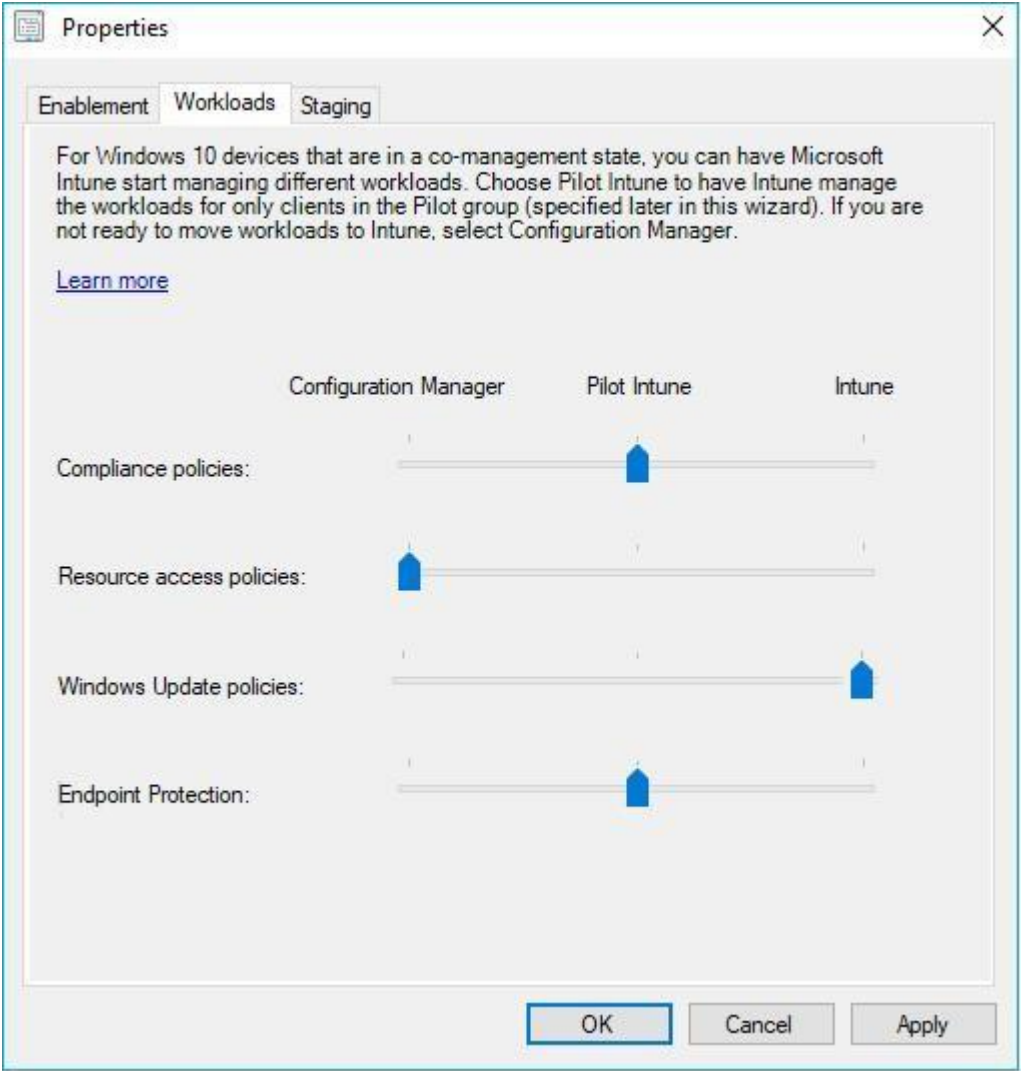 Properties
Enablement Workloads Staging
For Windows 10 devices that are in a co-management state, you can have Microsoft
Intune start managing different workloads. Choose Pilot Intune to have Intune manage
the workloads for only clients in the Pilot group (specified later in this wizard). If you are
not ready to move workloads to Intune, select Configuration Manager.
Learn more
Configuration Manager Pilot Intune Intune
Compliance policies:
Resource access policies:
Windows Update policies:
Endpoint Protection:
OK Cancel Apply